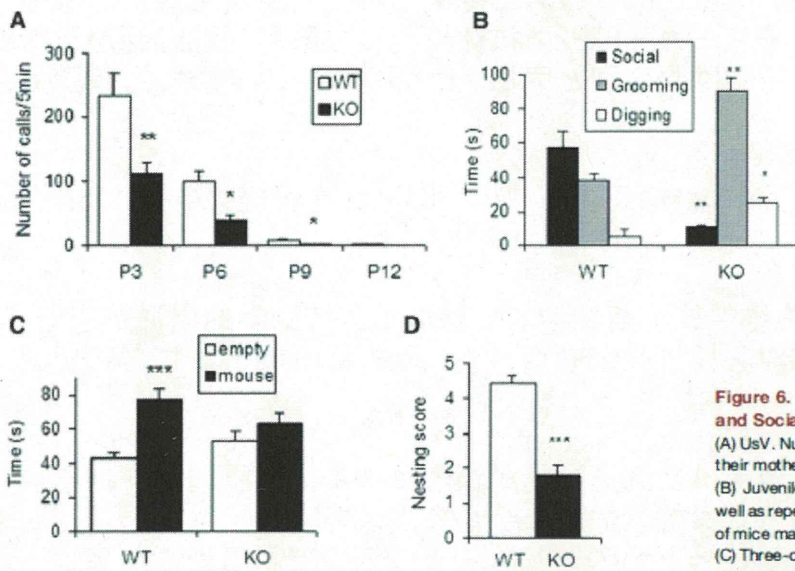 A
Number of calls/5min
300
200
100
0
WT
KO
**
*
*
P3 P6 P9 P12
B
Time (s)
100
80
60
40
20
0
Social
Grooming
Digging
**
**
*
WT KO
C
Time (s)
80
60
40
20
0
empty
mouse
***
WT KO
D
Nesting score
5
4
3
2
1
0
***
WT KO
Figure 6.
and Socia
(A) UsV. Nu
their mothe
(B) Juvenile
well as repe
of mice ma
(C) Three-c